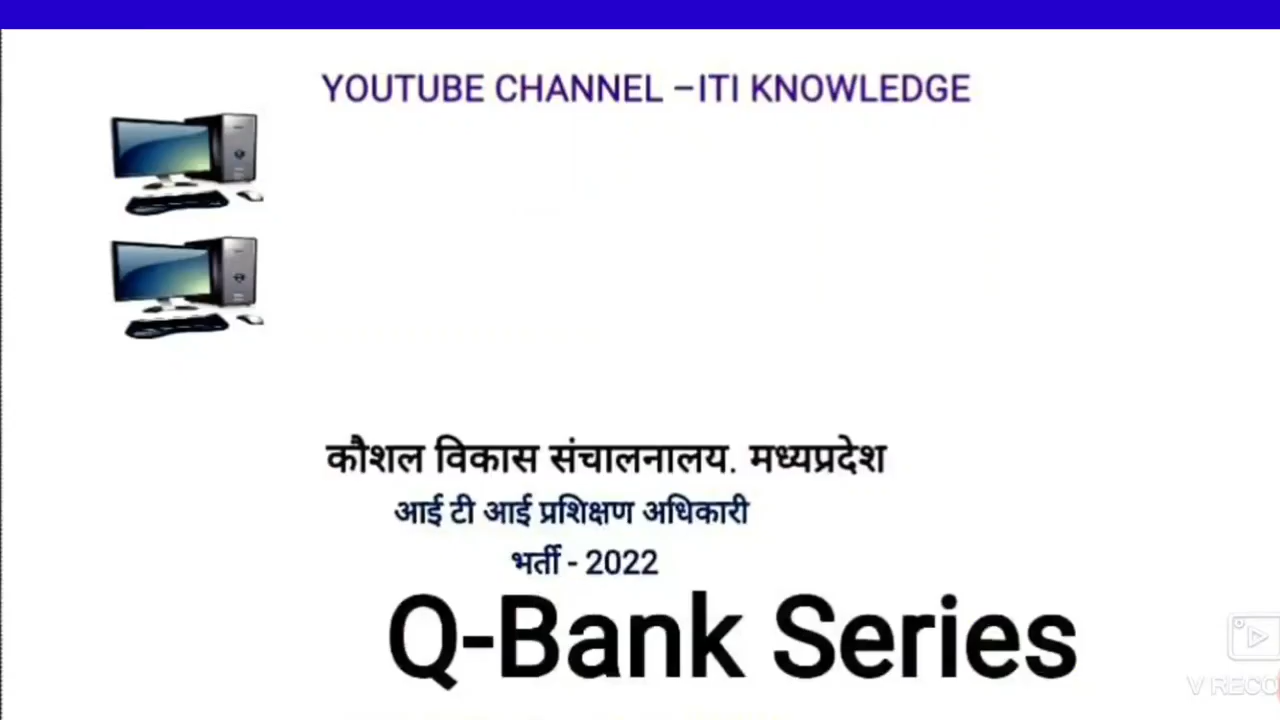 YOUTUBE CHANNEL –ITI KNOWLEDGE
कौशल विकास संचालनालय. मध्यप्रदेश
आई टी आई प्रशिक्षण अधिकारी
भर्ती - 2022
Q-Bank Series
V RECO